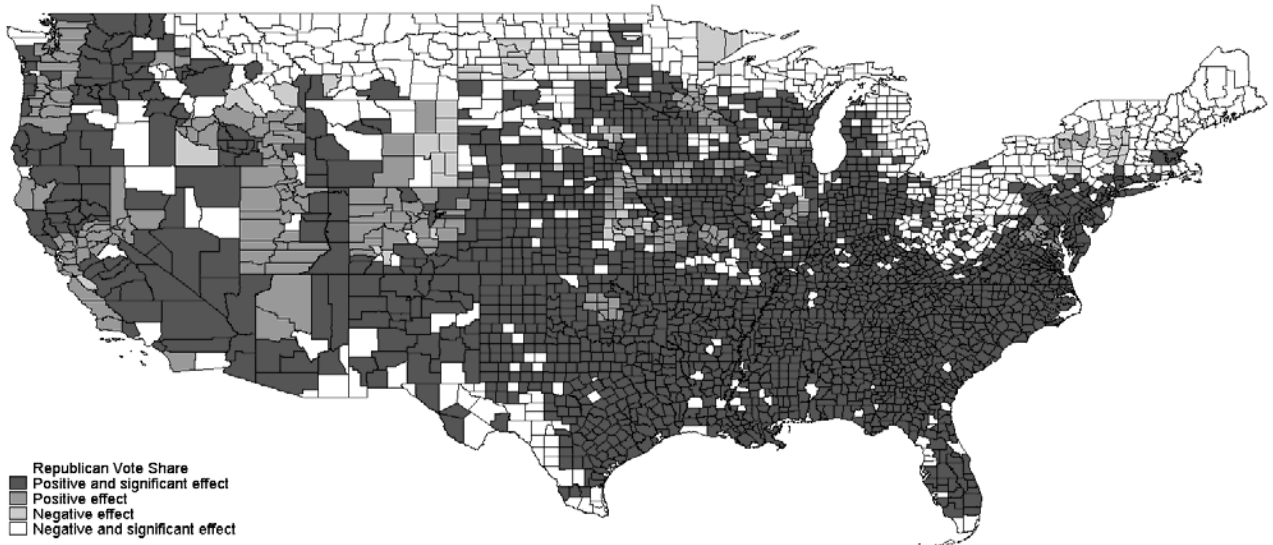 Republican Vote Share
Positive and significant effect
Positive effect
Negative effect
Negative and significant effect